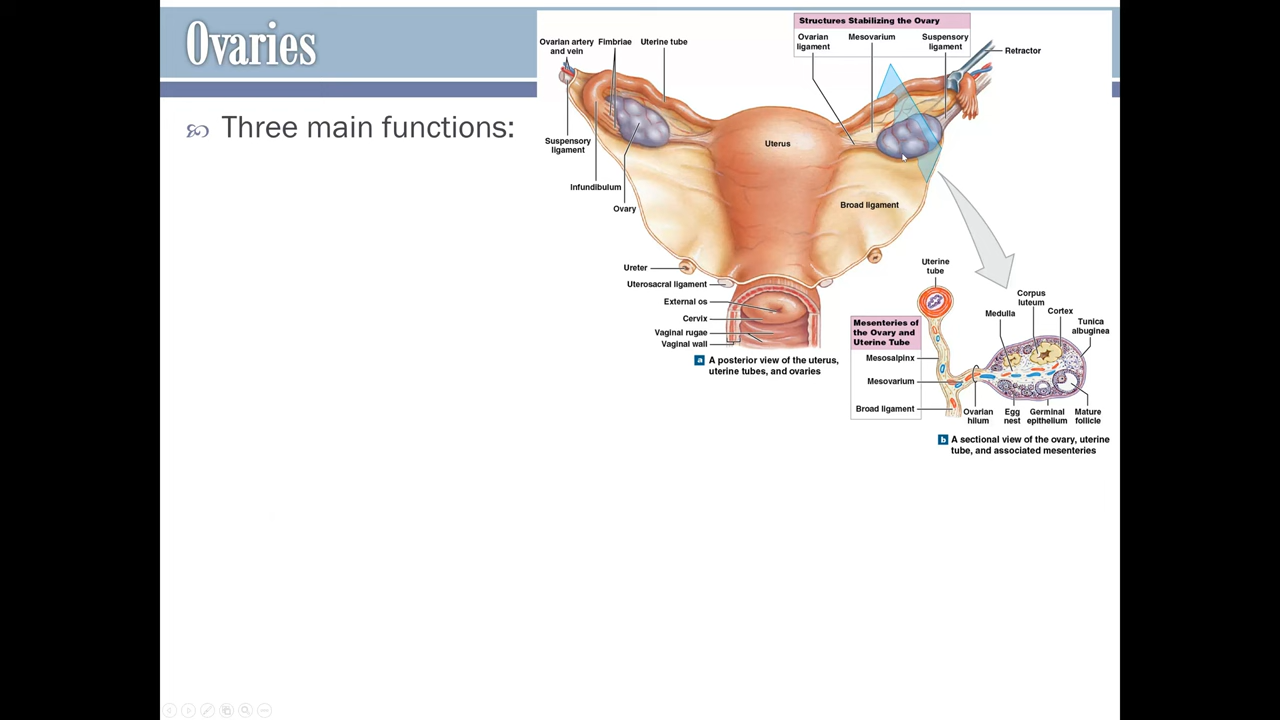 Ovaries
Three main functions:
Structures Stabilizing the Ovary
Ovarian
ligament
Mesovarium
Suspensory
ligament
Retractor
Ovarian artery
and vein
Fimbriae
Uterine tube
Uterus
Suspensory
ligament
Infundibulum
Ovary
Broad ligament
Ureter
Uterosacral ligament
External os
Cervix
Vaginal rugae
Vaginal wall
a A posterior view of the uterus,
uterine tubes, and ovaries
Uterine
tube
Corpus
luteum
Medulla
Cortex
Tunica
albuginea
Mesenteries of
the Ovary and
Uterine Tube
Mesosalpinx
Mesovarium
Broad ligament
Ovarian
hilum
Egg
nest
Germinal
epithelium
Mature
follicle
b A sectional view of the ovary, uterine
tube, and associated mesenteries